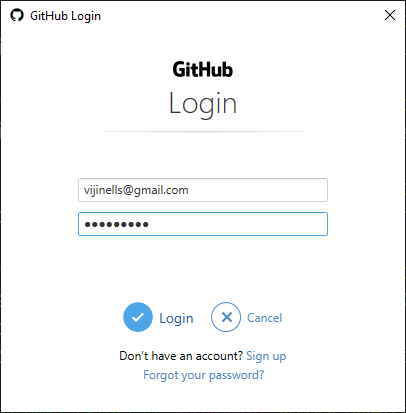 GitHub Login
GitHub
Login
vijinells@gmail.com
●●●●●●●●●
Login Cancel
Don't have an account? Sign up
Forgot your password?